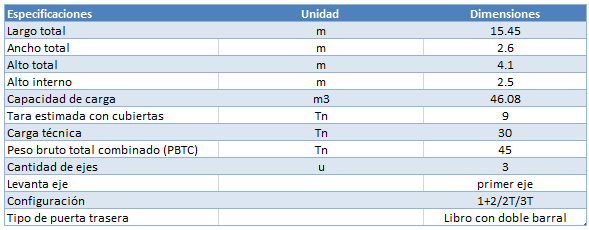 Especificaciones Unidad Dimensiones
Largo total m 15.45
Ancho total m 2.6
Alto total m 4.1
Alto interno m 2.5
Capacidad de carga m3 46.08
Tara estimada con cubiertas Tn 9
Carga técnica Tn 30
Peso bruto total combinado (PBTC) Tn 45
Cantidad de ejes u 3
Levanta eje primer eje
Configuración 1+2/2T/3T
Tipo de puerta trasera Libro con doble barral